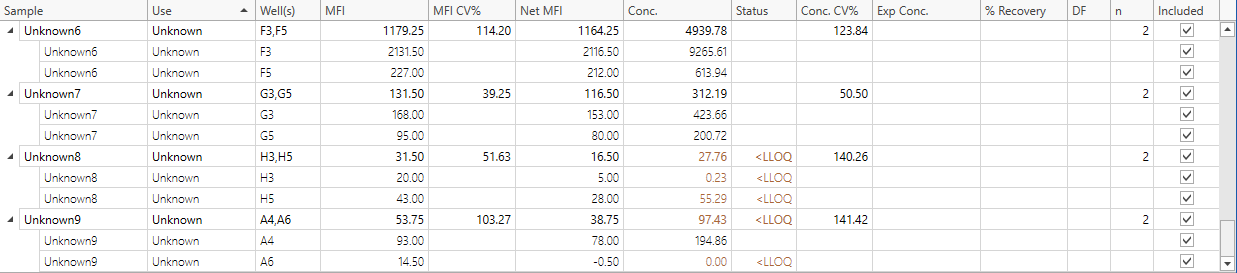 Sample Use Well(s) MFI MFI CV% Net MFI Conc. Status Conc. CV% Exp Conc. % Recovery DF n Included
Unknown6 Unknown F3,F5 1179.25 114.20 1164.25 4939.78 123.84 2
Unknown6 Unknown F3 2131.50 2116.50 9265.61
Unknown6 Unknown F5 227.00 212.00 613.94
Unknown7 Unknown G3,G5 131.50 39.25 116.50 312.19 50.50 2
Unknown7 Unknown G3 168.00 153.00 423.66
Unknown7 Unknown G5 95.00 80.00 200.72
Unknown8 Unknown H3,H5 31.50 51.63 16.50 27.76 <LLOQ 140.26 2
Unknown8 Unknown H3 20.00 5.00 0.23 <LLOQ
Unknown8 Unknown H5 43.00 28.00 55.29 <LLOQ
Unknown9 Unknown A4,A6 53.75 103.27 38.75 97.43 <LLOQ 141.42 2
Unknown9 Unknown A4 93.00 78.00 194.86
Unknown9 Unknown A6 14.50 -0.50 0.00 <LLOQ